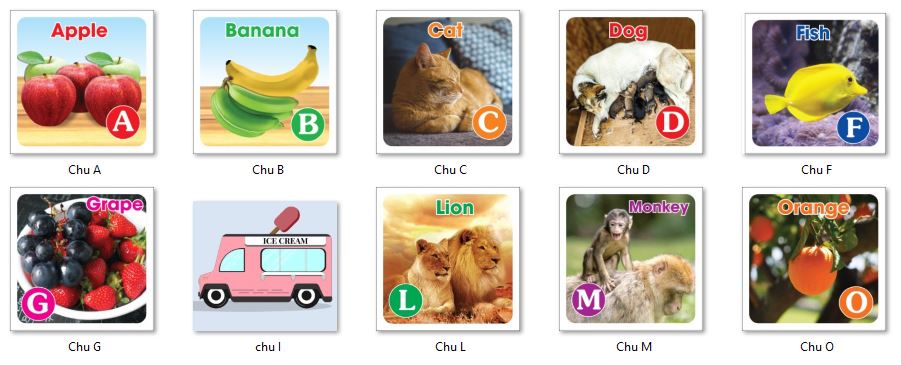 Apple
A
Chu A
Banana
B
Chu B
Cat
C
Chu C
Dog
D
Chu D
Fish
F
Chu F
Grape
G
Chu G
ICE CREAM
chu I
Lion
L
Chu L
Monkey
M
Chu M
Orange
O
Chu O